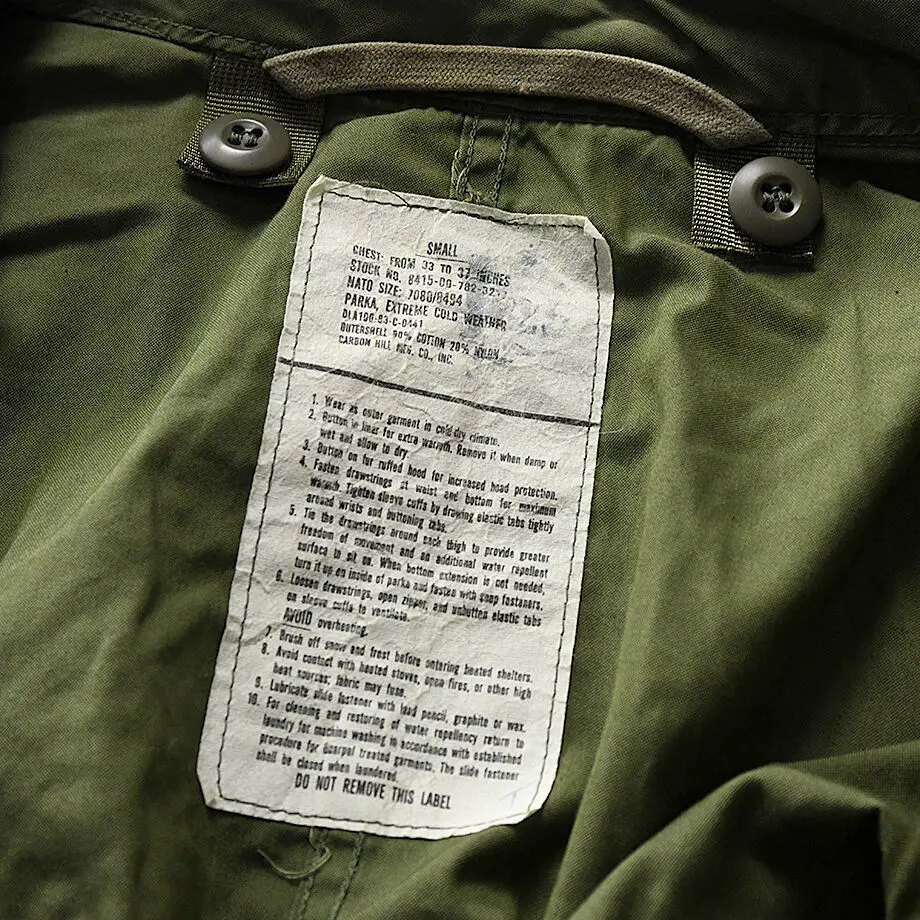 SMALL
CHEST: FROM 33 TO 37 INCHES
STOCK NO. 8415-00-782-321
NATO SIZE: 7080/8494
PARKA, EXTREME COLD WEATHER
DLA100-83-C-0441
OUTERSHELL 50% COTTON 20% NYLON
CARBON HILL MFG. CO., INC.
1. Wear as outer garment in cold dry climate.
2. Button in liner for extra warmth. Remove it when damp or
wet and allow to dry.
3. Button on fur ruffed hood for increased head protection.
4. Fasten drawstrings at waist and bottom for maximum
warmth. Tighten sleeve cuffs by drawing elastic tabs tightly
around wrists and buttoning tabs.
5. Tie the drawstrings around each thigh to provide greater
freedom of movement and an additional water repellent
surface to sit on. When bottom extension is not needed,
turn it up on inside of parka and fasten with snap fasteners.
6. Loosen drawstrings, open zipper, and unbutton elastic tabs
on sleeve cuffs to ventilate.
AVOID overheating.
7. Brush off snow and frost before entering heated shelters.
8. Avoid contact with heated stoves, open fires, or other high
heat sources; fabric may fuse.
9. Lubricate slide fastener with lead pencil, graphite or wax.
10. For cleaning and restoring of water repellency return to
laundry for machine washing in accordance with established
procedure for Quarpel treated garments. The slide fastener
shall be closed when laundered.
DO NOT REMOVE THIS LABEL